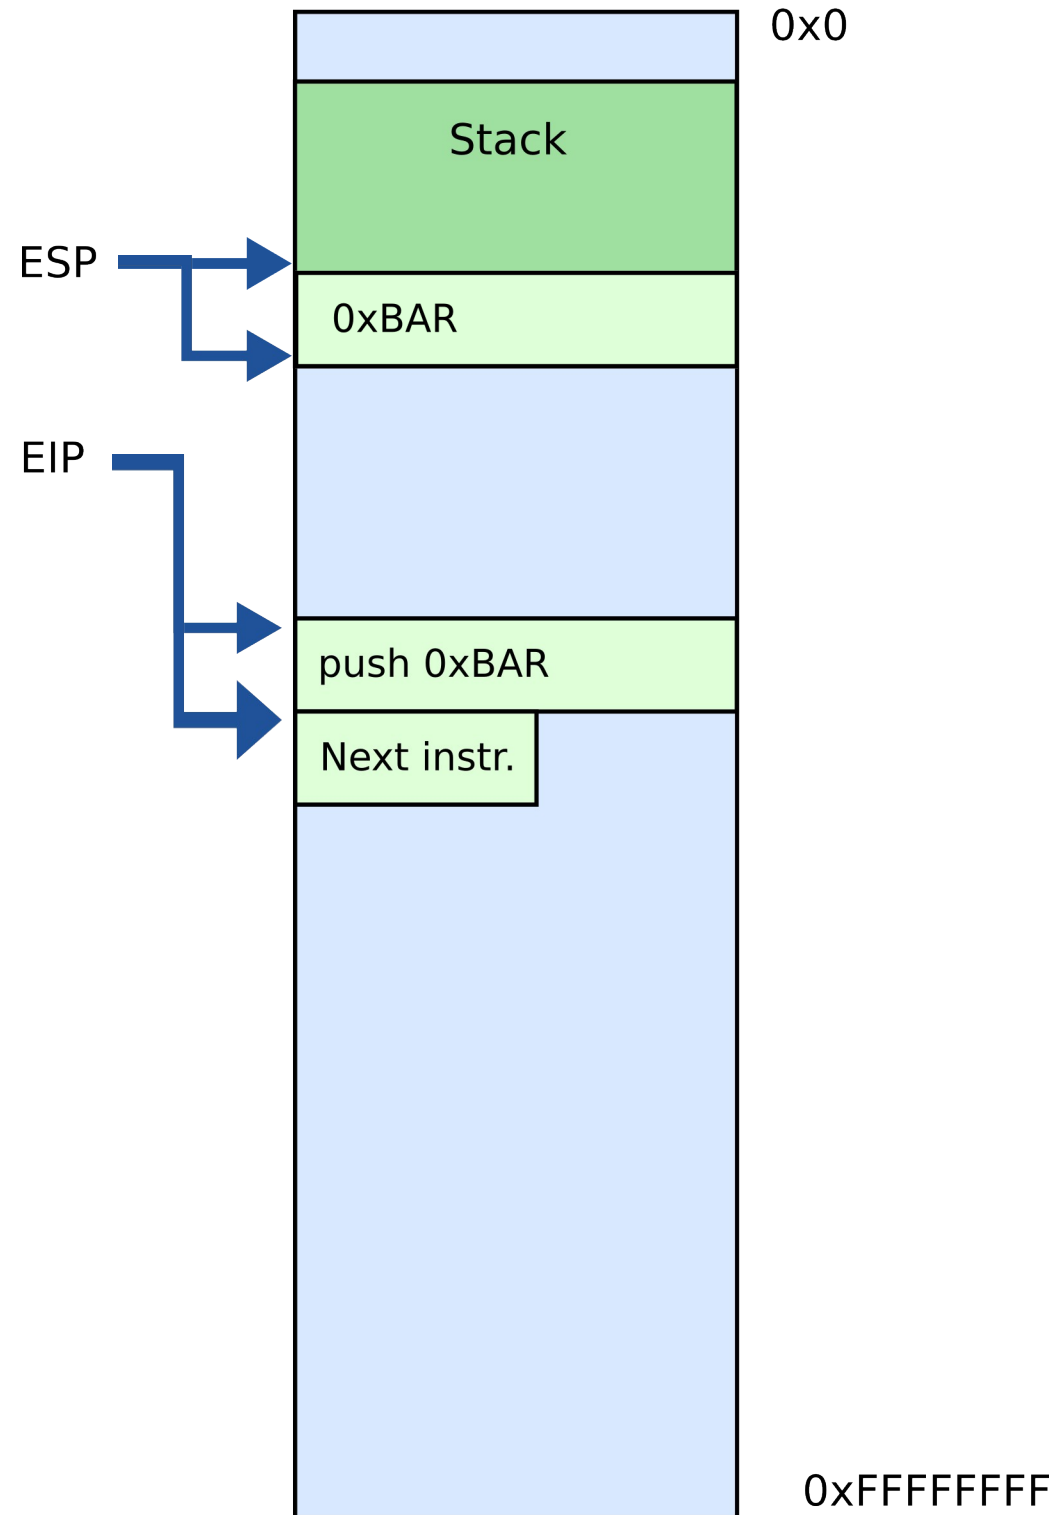 0x0
Stack
ESP
0xBAR
EIP
push 0xBAR
Next instr.
0xFFFFFFFF